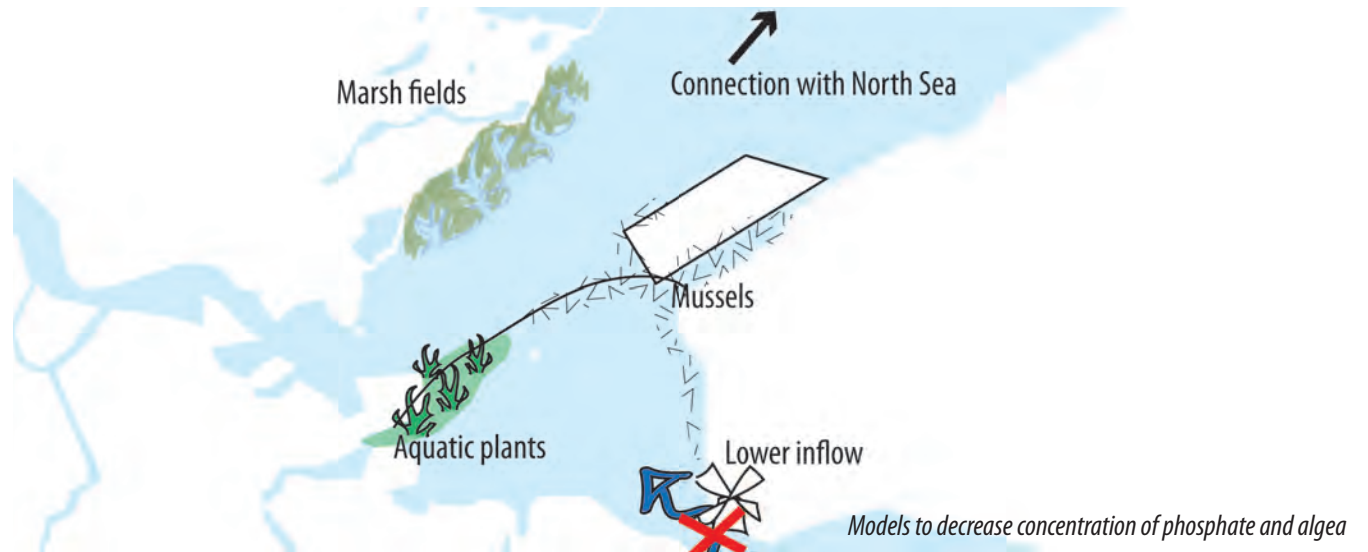 Connection with North Sea
Marsh fields
Mussels
Aquatic plants
Lower inflow
Models to decrease concentration of phosphate and algea